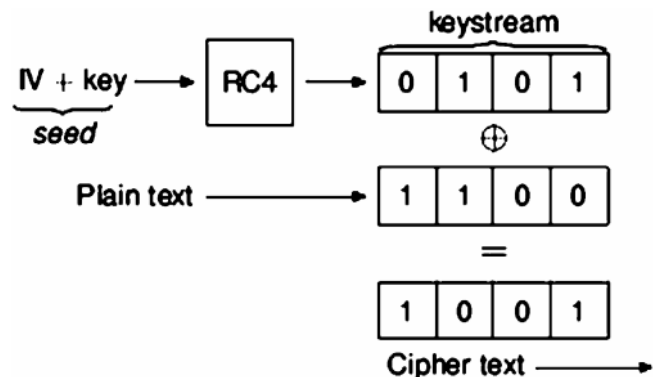 keystream
IV + key RC4 0 1 0 1
seed
⊕
Plain text 1 1 0 0
=
1 0 0 1
Cipher text